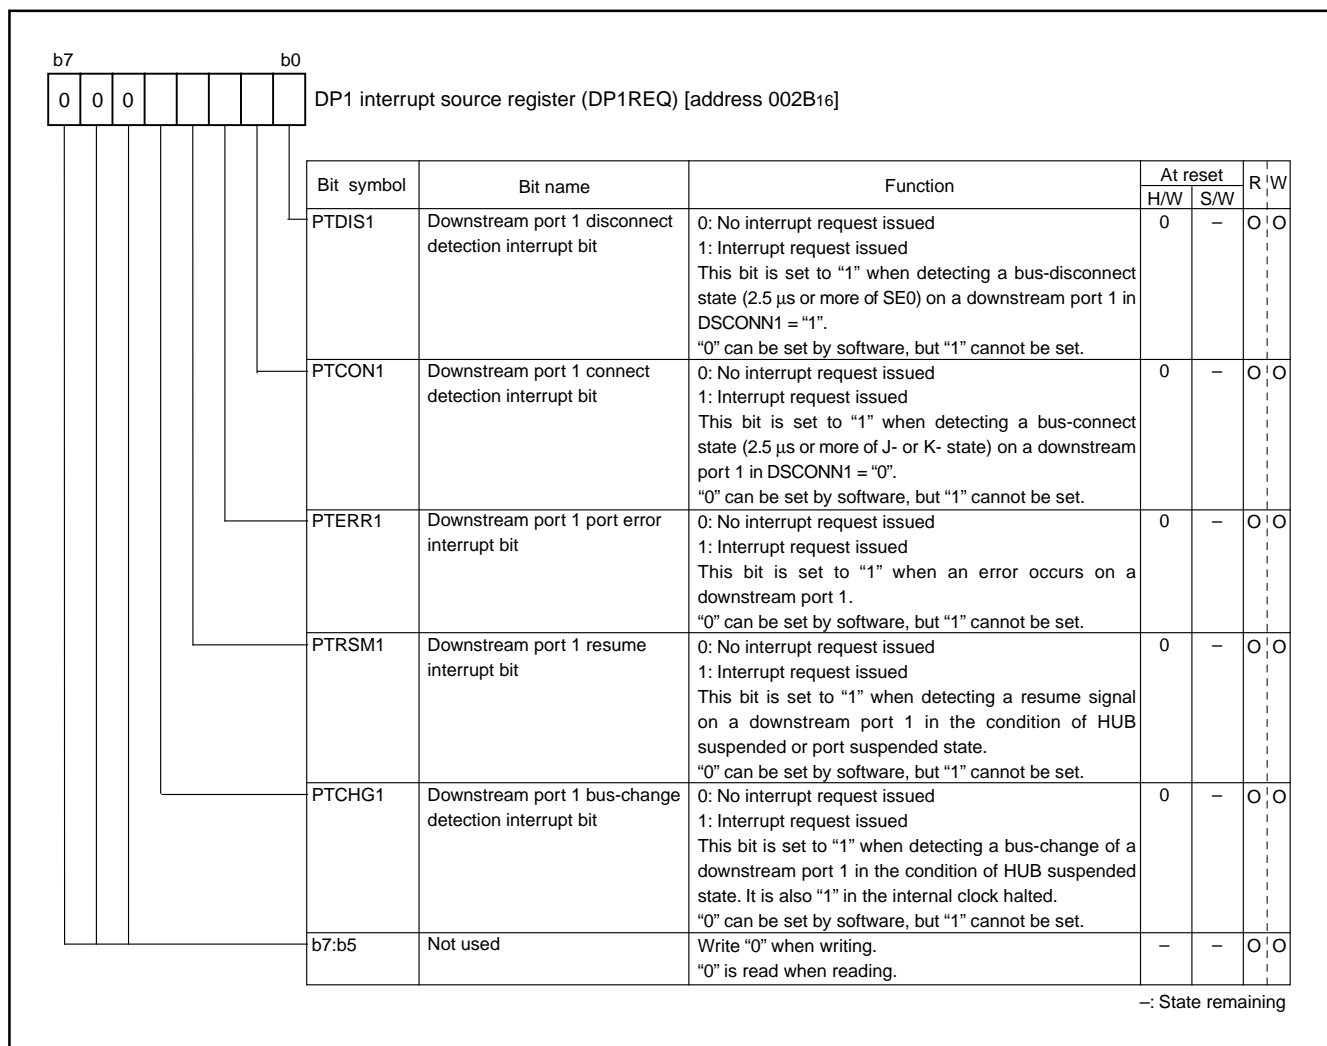 b7 b0
0 0 0
DP1 interrupt source register (DP1REQ) [address 002B16]
Bit symbol Bit name Function At reset R W
H/W S/W
PTDIS1 Downstream port 1 disconnect 0: No interrupt request issued 0 – O O
detection interrupt bit 1: Interrupt request issued
This bit is set to “1” when detecting a bus-disconnect
state (2.5 μs or more of SE0) on a downstream port 1 in
DSCONN1 = “1”.
“0” can be set by software, but “1” cannot be set.
PTCON1 Downstream port 1 connect 0: No interrupt request issued 0 – O O
detection interrupt bit 1: Interrupt request issued
This bit is set to “1” when detecting a bus-connect
state (2.5 μs or more of J- or K- state) on a downstream
port 1 in DSCONN1 = “0”.
“0” can be set by software, but “1” cannot be set.
PTERR1 Downstream port 1 port error 0: No interrupt request issued 0 – O O
interrupt bit 1: Interrupt request issued
This bit is set to “1” when an error occurs on a
downstream port 1.
“0” can be set by software, but “1” cannot be set.
PTRSM1 Downstream port 1 resume 0: No interrupt request issued 0 – O O
interrupt bit 1: Interrupt request issued
This bit is set to “1” when detecting a resume signal
on a downstream port 1 in the condition of HUB
suspended or port suspended state.
“0” can be set by software, but “1” cannot be set.
PTCHG1 Downstream port 1 bus-change 0: No interrupt request issued 0 – O O
detection interrupt bit 1: Interrupt request issued
This bit is set to “1” when detecting a bus-change of a
downstream port 1 in the condition of HUB suspended
state. It is also “1” in the internal clock halted.
“0” can be set by software, but “1” cannot be set.
b7:b5 Not used Write “0” when writing. – – O O
“0” is read when reading.
–: State remaining